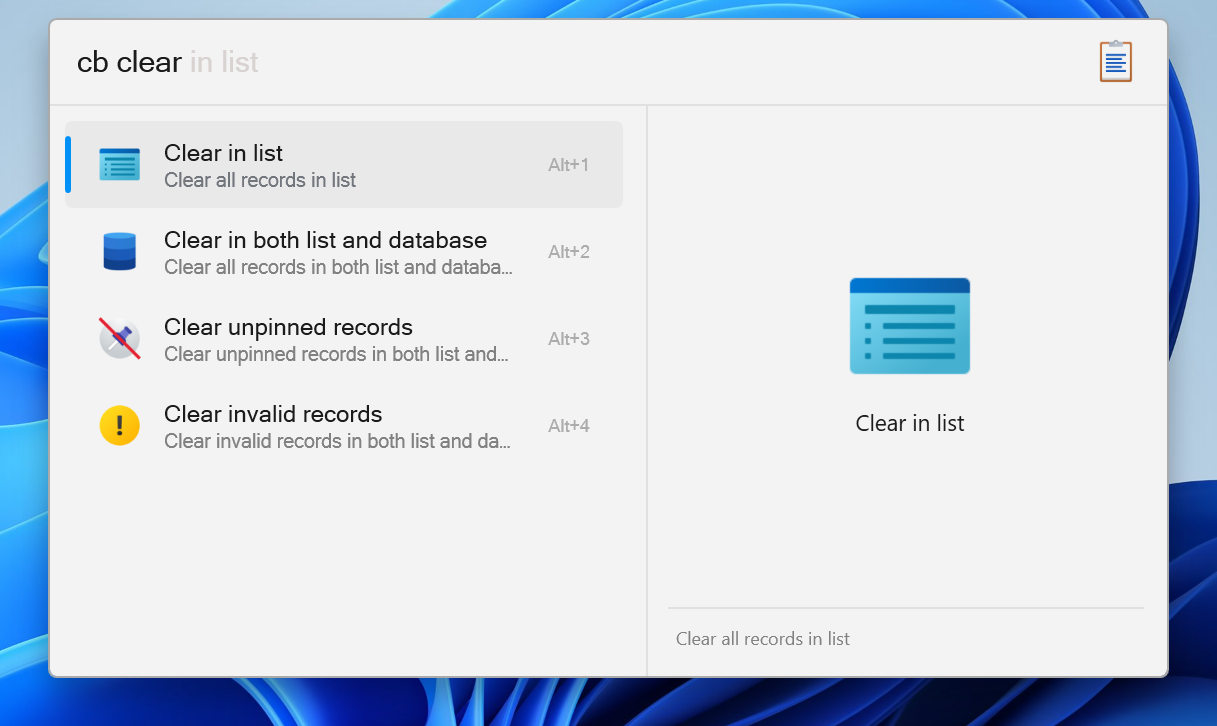 cb clear in list
Clear in list
Clear all records in list
Alt+1
Clear in both list and database
Clear all records in both list and databa...
Alt+2
Clear unpinned records
Clear unpinned records in both list and...
Alt+3
Clear invalid records
Clear invalid records in both list and da...
Alt+4
Clear in list
Clear all records in list